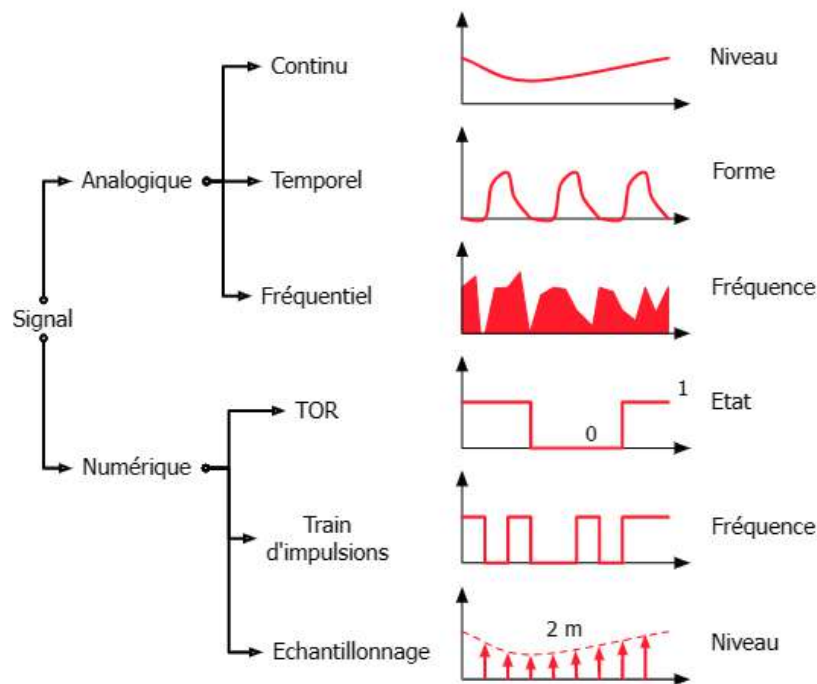 Continu
Niveau
Analogique
Temporel
Forme
Fréquentiel
Fréquence
Signal
TOR
1
Etat
0
Numérique
Train
d'impulsions
Fréquence
Echantillonnage
2 m
Niveau